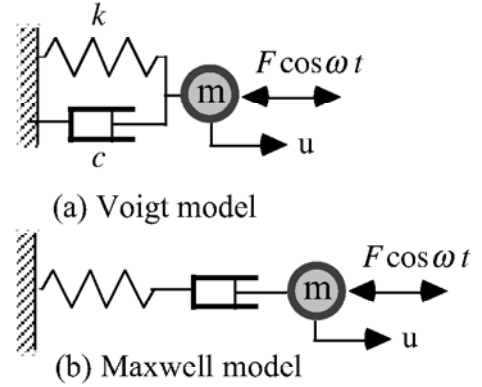 k
m
F cos ω t
c
u
(a) Voigt model
m
F cos ω t
u
(b) Maxwell model